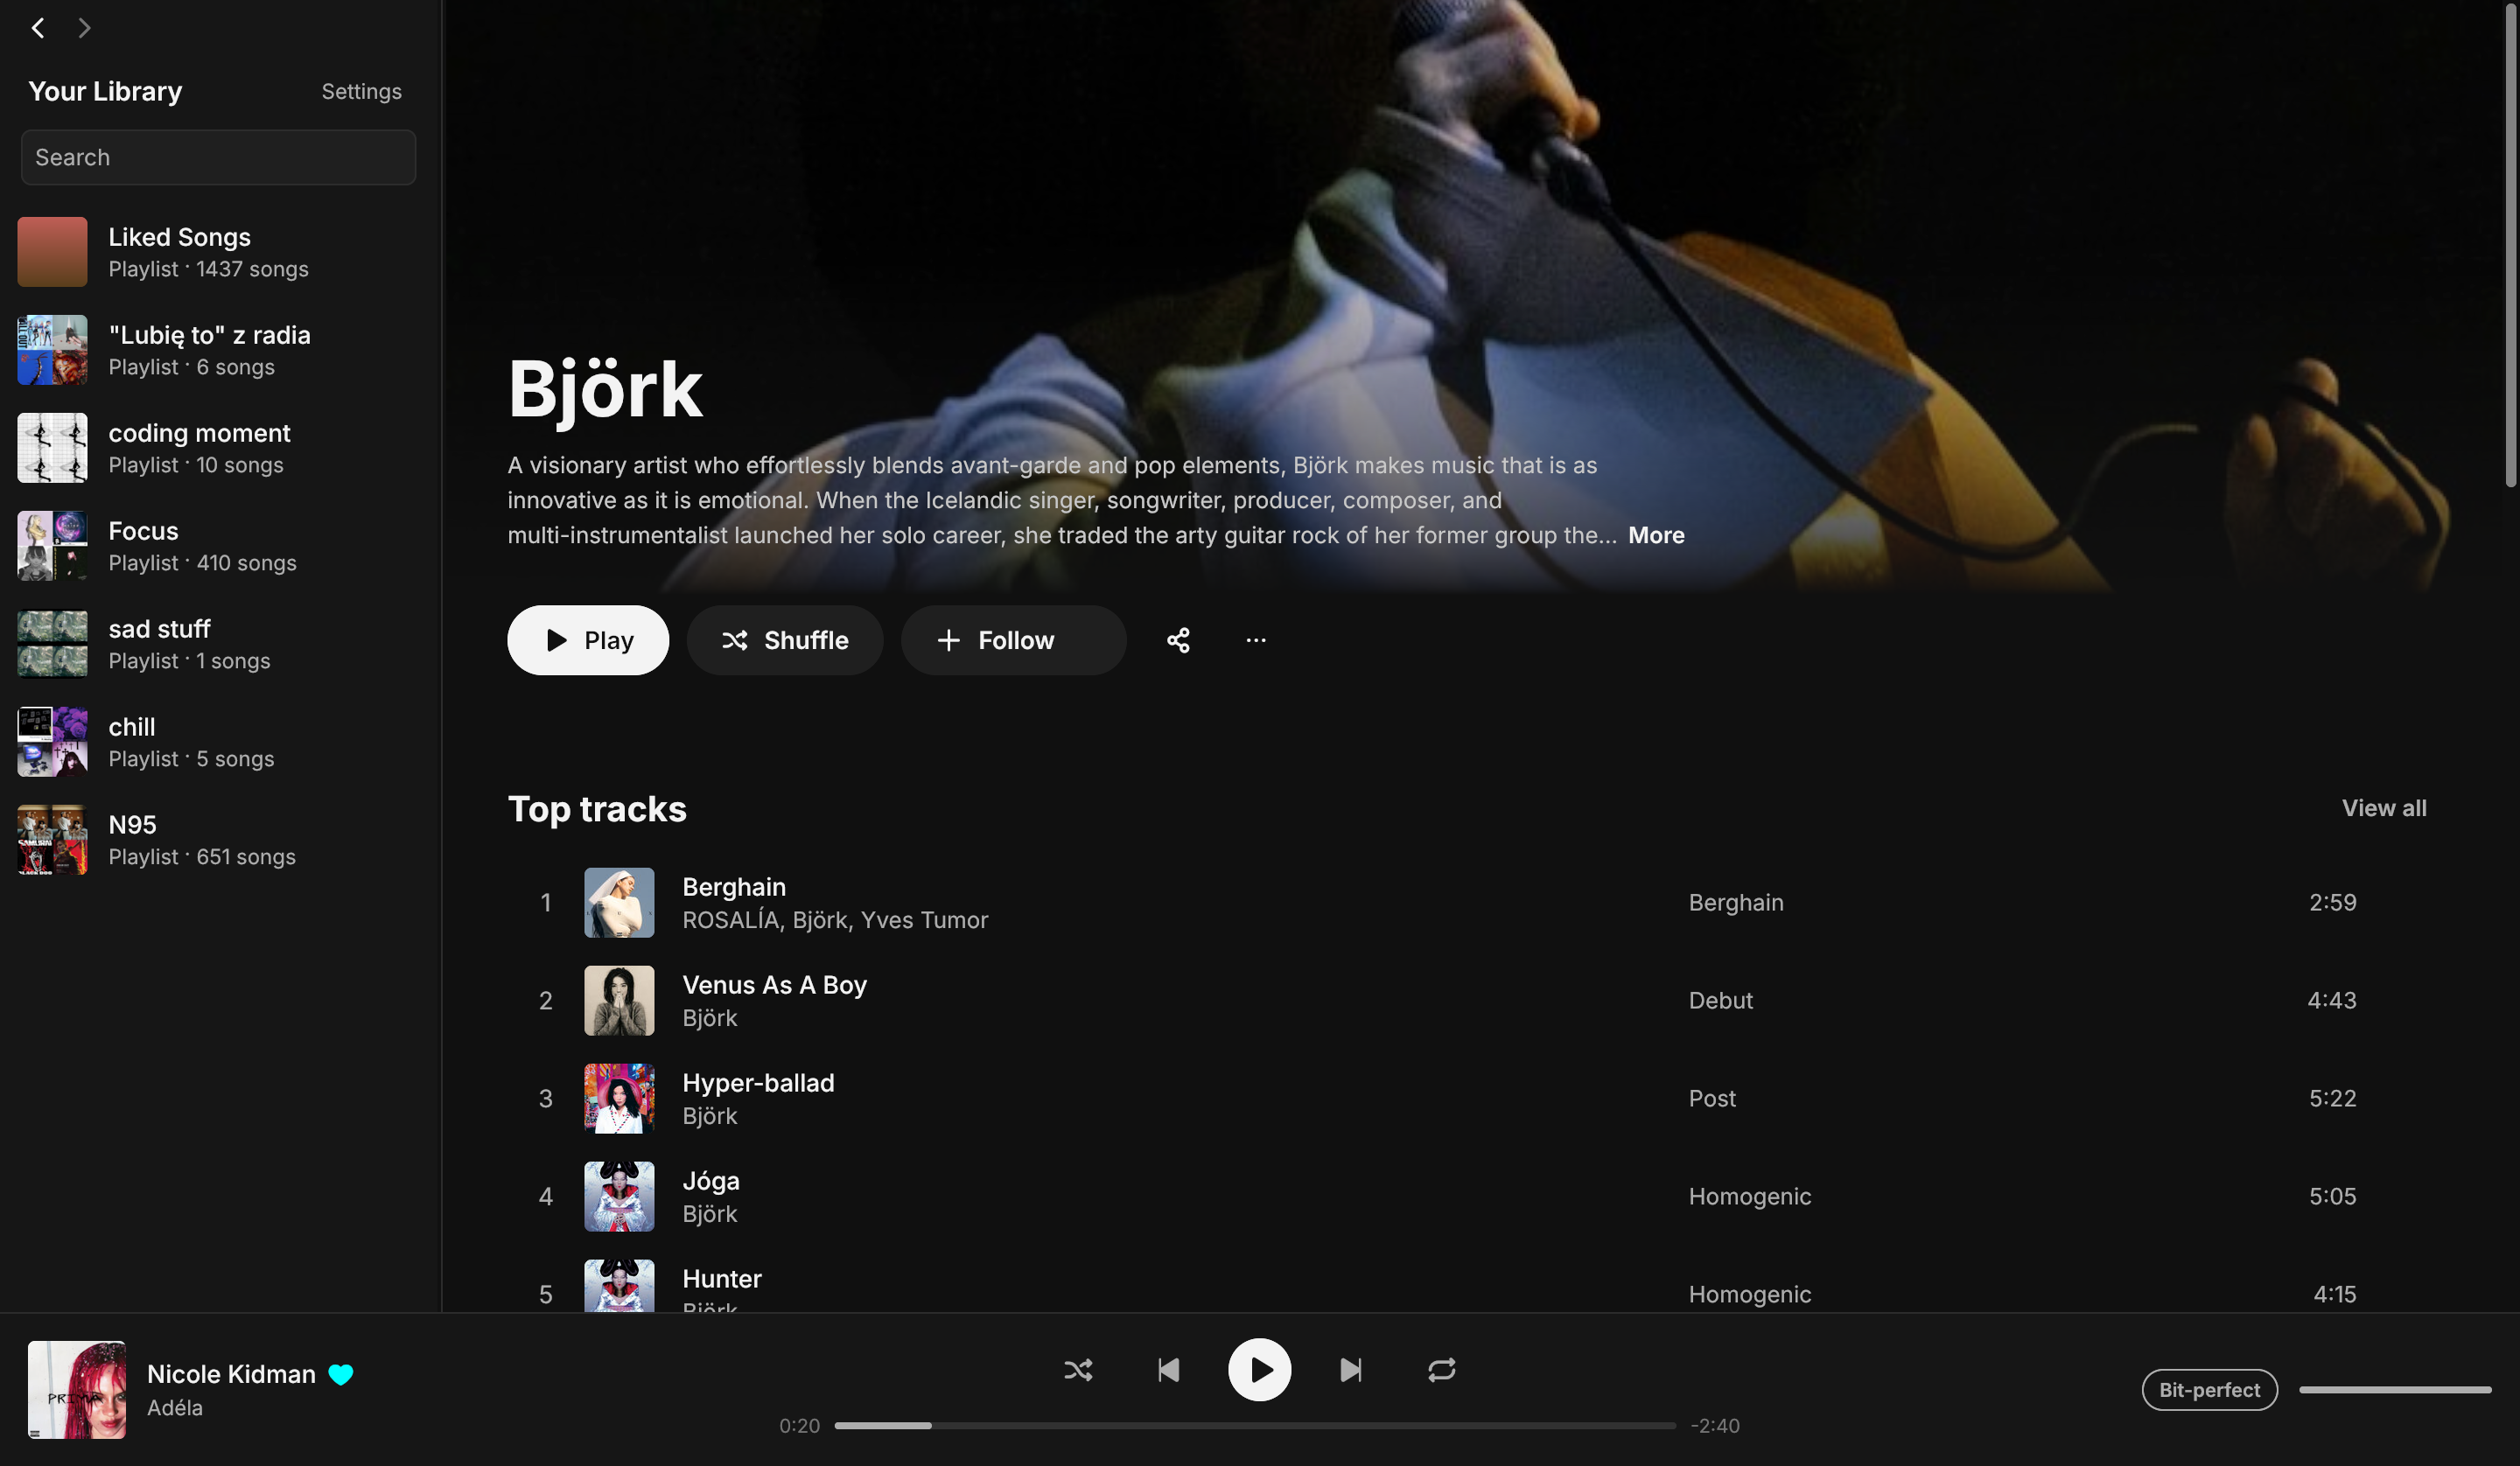 Your Library
Settings
Search
Liked Songs
Playlist · 1437 songs
"Lubię to" z radia
Playlist · 6 songs
coding moment
Playlist · 10 songs
Focus
Playlist · 410 songs
sad stuff
Playlist · 1 songs
chill
Playlist · 5 songs
N95
Playlist · 651 songs
Björk
A visionary artist who effortlessly blends avant-garde and pop elements, Björk makes music that is as
innovative as it is emotional. When the Icelandic singer, songwriter, producer, composer, and
multi-instrumentalist launched her solo career, she traded the arty guitar rock of her former group the... More
Play
Shuffle
Follow
Top tracks
View all
1
Berghain
ROSALÍA, Björk, Yves Tumor
Berghain
2:59
2
Venus As A Boy
Björk
Debut
4:43
3
Hyper-ballad
Björk
Post
5:22
4
Jóga
Björk
Homogenic
5:05
5
Hunter
Björk
Homogenic
4:15
Nicole Kidman
Adéla
0:20
-2:40
Bit-perfect